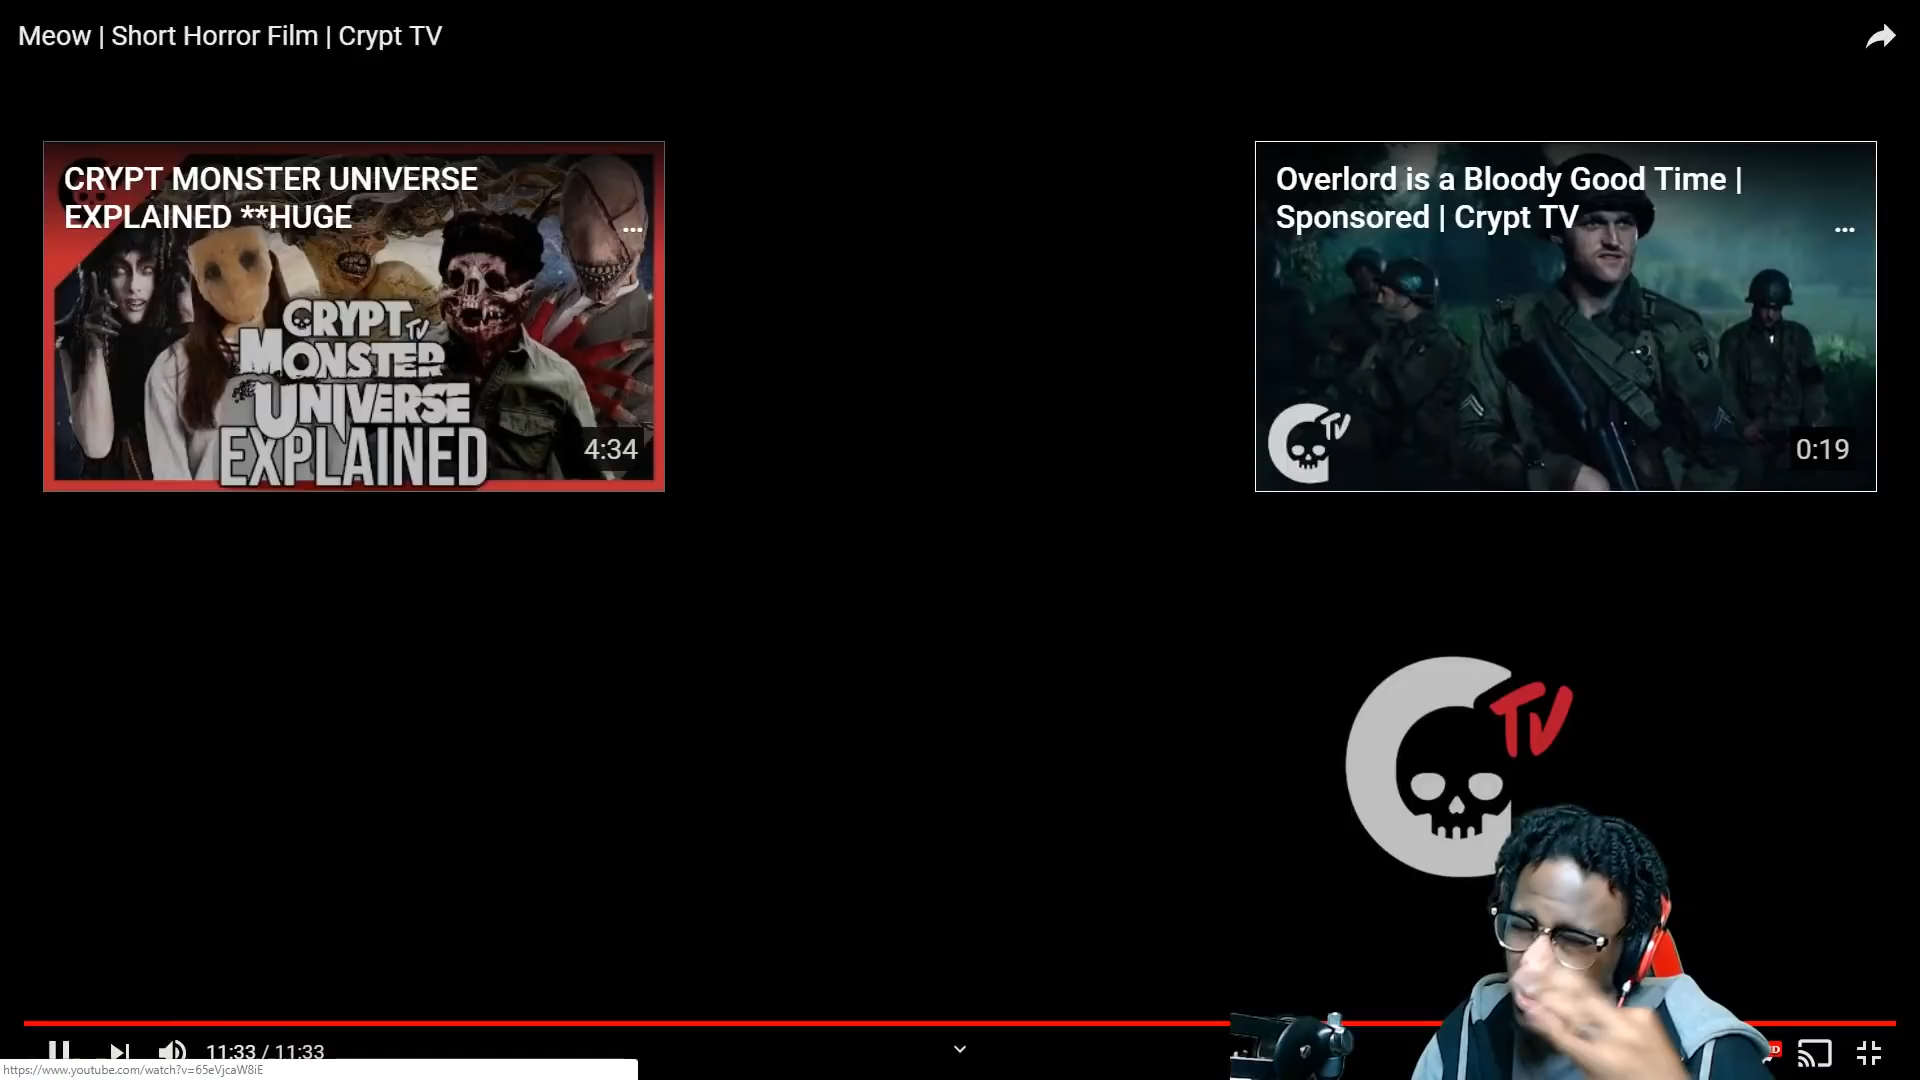 Meow | Short Horror Film | Crypt TV
CRYPT MONSTER UNIVERSE
EXPLAINED **HUGE
CRYPT TV
MONSTER
UNIVERSE
EXPLAINED
4:34
Overlord is a Bloody Good Time |
Sponsored | Crypt TV
TV
0:19
TV
11:33 / 11:33
https://www.youtube.com/watch?v=65eVjcaW8iE